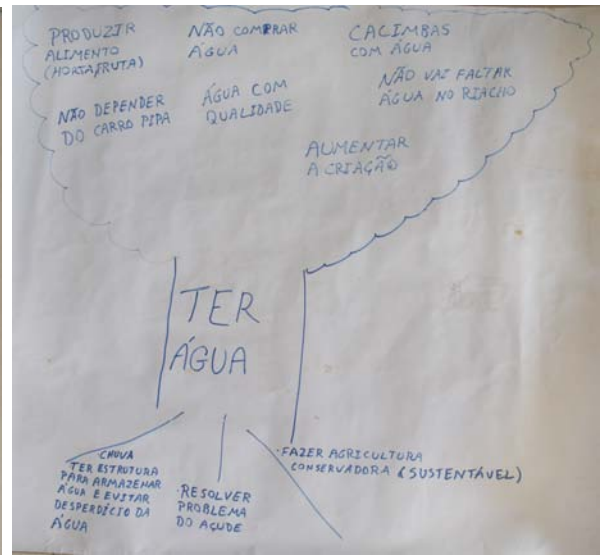 PRODUZIR
ALIMENTO
(HORTA/FRUTA)
NÃO COMPRAR
ÁGUA
CACIMBAS
COM ÁGUA
NÃO DEPENDER
DO CARRO PIPA
ÁGUA COM
QUALIDADE
NÃO VAI FALTAR
ÁGUA NO RIACHO
AUMENTAR
A CRIAÇÃO
TER
ÁGUA
CHUVA
TER ESTRUTURA
PARA ARMAZENAR
ÁGUA E EVITAR
DESPERDÍCIO DA
ÁGUA
·RESOLVER
PROBLEMA
DO AÇUDE
·FAZER AGRICULTURA
CONSERVADORA (SUSTENTÁVEL)